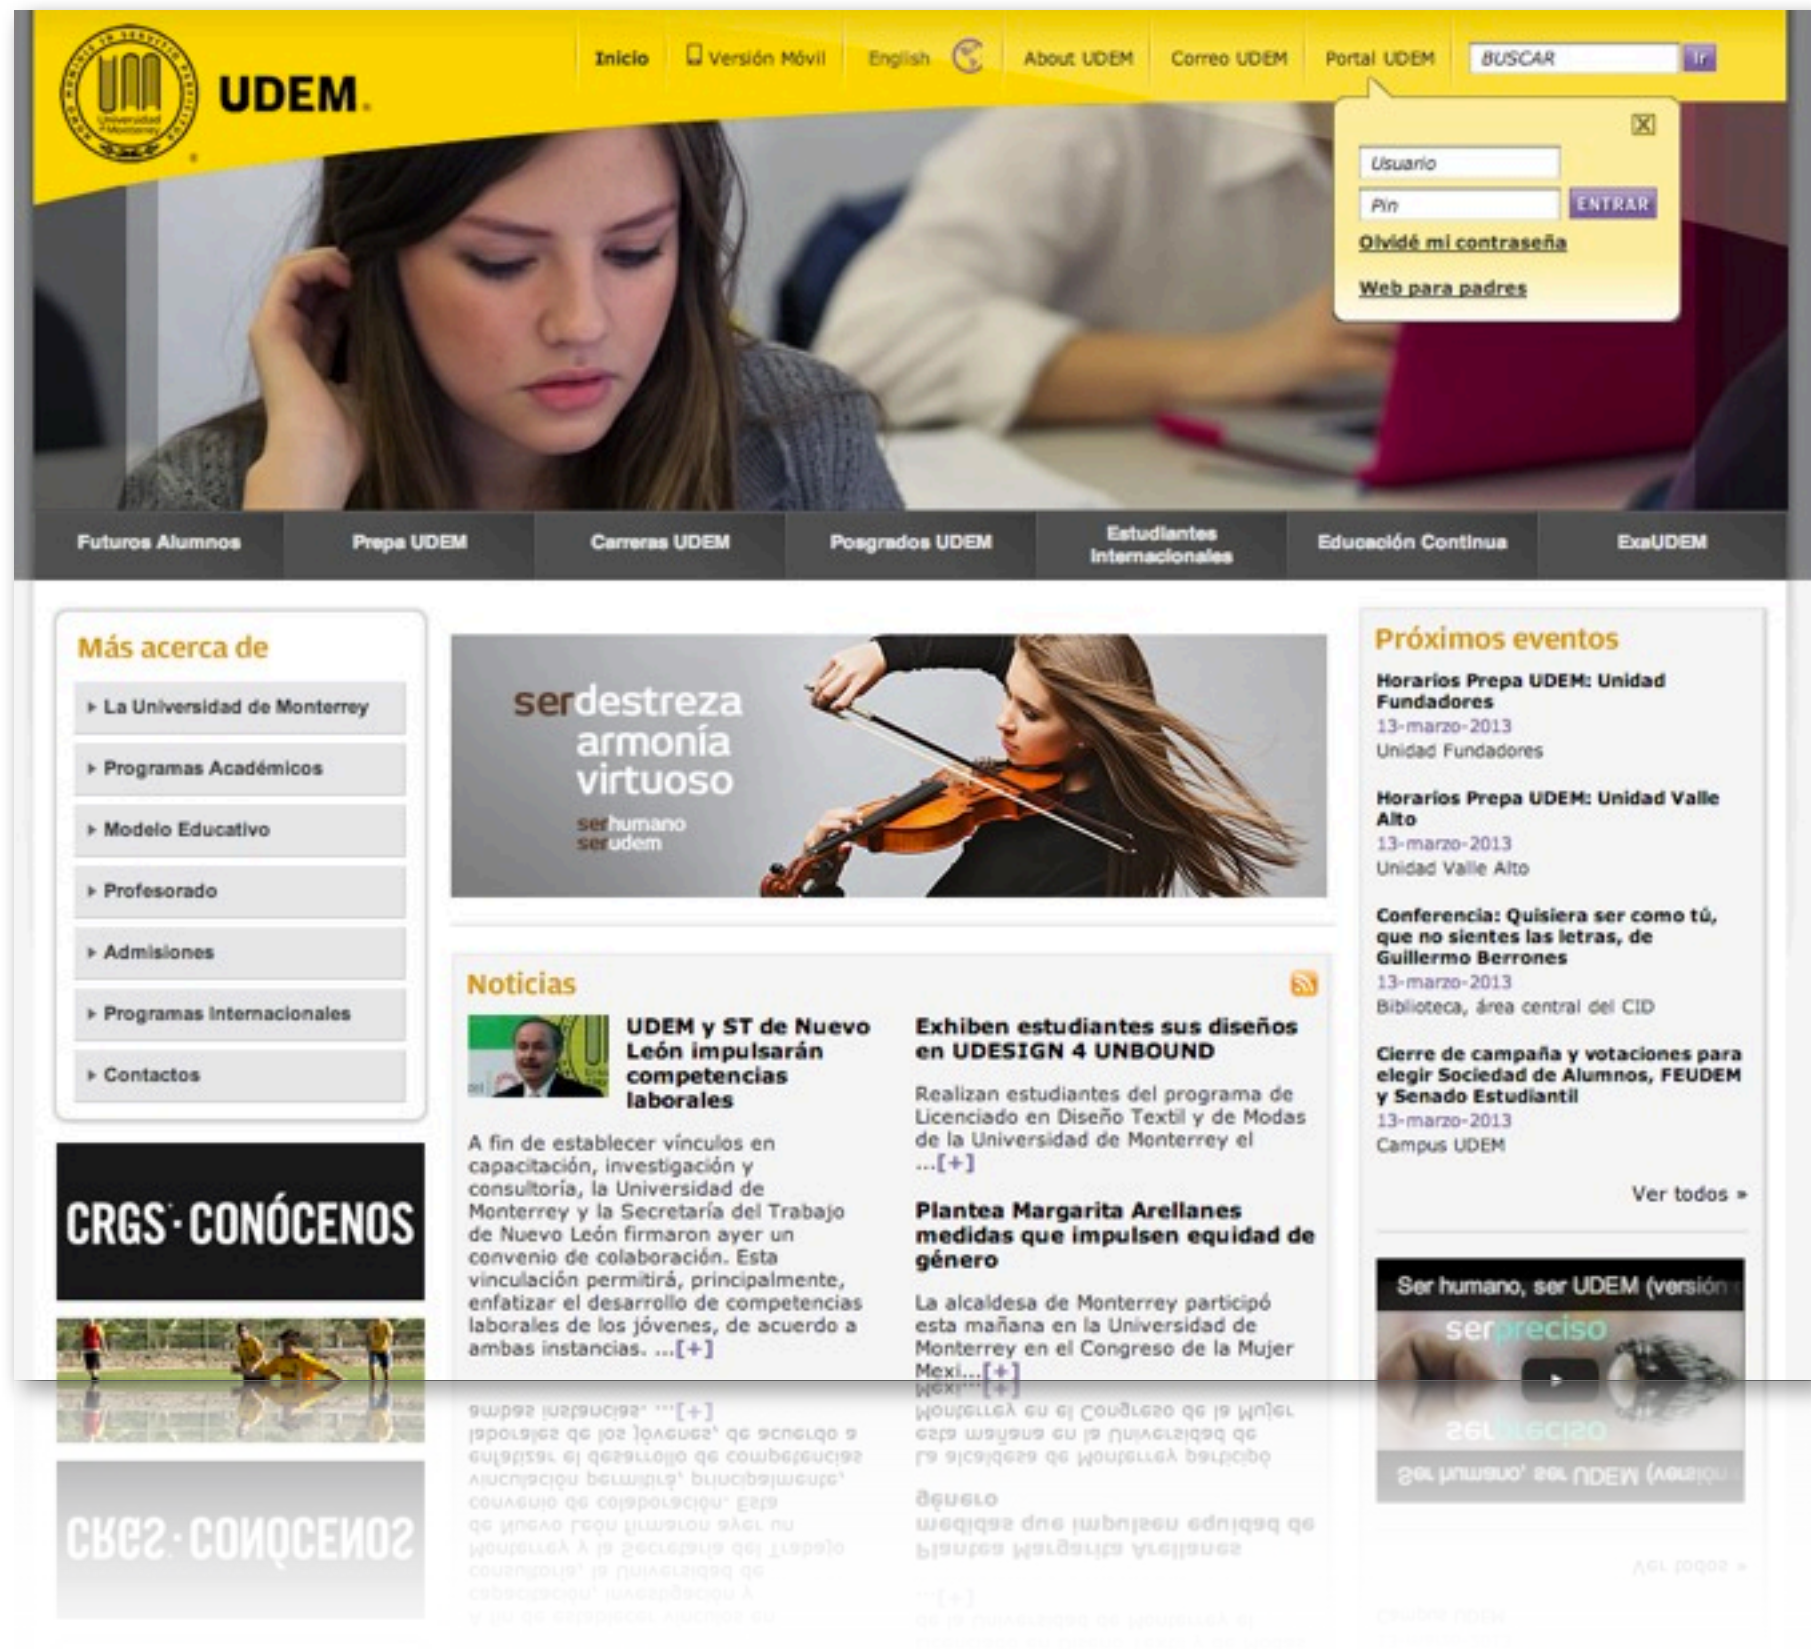 HOMO HOMINIS IN SERVITIO PERFICITUR
Universidad
de Monterrey
UDEM®
Inicio
Versión Móvil
English
About UDEM
Correo UDEM
Portal UDEM
BUSCAR
Ir
Usuario
Pin
ENTRAR
Olvidé mi contraseña
Web para padres
Futuros Alumnos
Prepa UDEM
Carreras UDEM
Posgrados UDEM
Estudiantes
Internacionales
Educación Continua
ExaUDEM
Más acerca de
La Universidad de Monterrey
Programas Académicos
Modelo Educativo
Profesorado
Admisiones
Programas Internacionales
Contactos
CRGS · CONÓCENOS
serdestreza
armonía
virtuoso
serhumano
serudem
Noticias
UDEM y ST de Nuevo
León impulsarán
competencias
laborales
A fin de establecer vínculos en
capacitación, investigación y
consultoría, la Universidad de
Monterrey y la Secretaría del Trabajo
de Nuevo León firmaron ayer un
convenio de colaboración. Esta
vinculación permitirá, principalmente,
enfatizar el desarrollo de competencias
laborales de los jóvenes, de acuerdo a
ambas instancias. ...[+]
Exhiben estudiantes sus diseños
en UDESIGN 4 UNBOUND
Realizan estudiantes del programa de
Licenciado en Diseño Textil y de Modas
de la Universidad de Monterrey el
...[+]
Plantea Margarita Arellanes
medidas que impulsen equidad de
género
La alcaldesa de Monterrey participó
esta mañana en la Universidad de
Monterrey en el Congreso de la Mujer
Mexi...[+]
Próximos eventos
Horarios Prepa UDEM: Unidad
Fundadores
13-marzo-2013
Unidad Fundadores
Horarios Prepa UDEM: Unidad Valle
Alto
13-marzo-2013
Unidad Valle Alto
Conferencia: Quisiera ser como tú,
que no sientes las letras, de
Guillermo Berrones
13-marzo-2013
Biblioteca, área central del CID
Cierre de campaña y votaciones para
elegir Sociedad de Alumnos, FEUDEM
y Senado Estudiantil
13-marzo-2013
Campus UDEM
Ver todos »
Ser humano, ser UDEM (versión
serpreciso